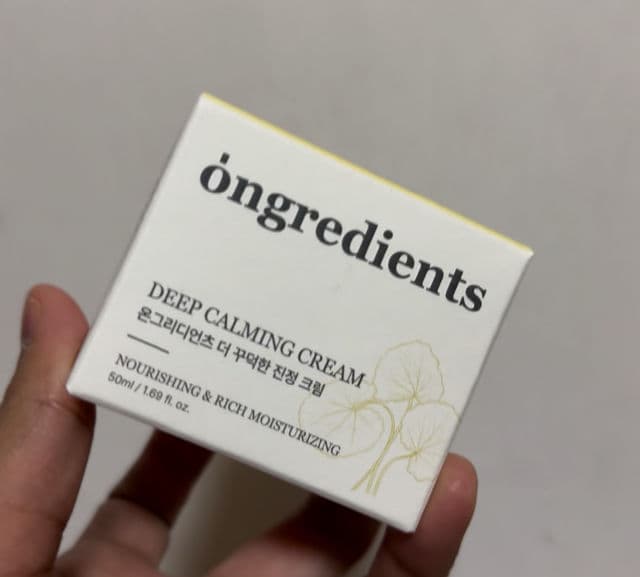 ongredients
DEEP CALMING CREAM
온그리디언츠 더 꾸덕한 진정 크림
NOURISHING & RICH MOISTURIZING
50ml / 1.69 fl. oz.